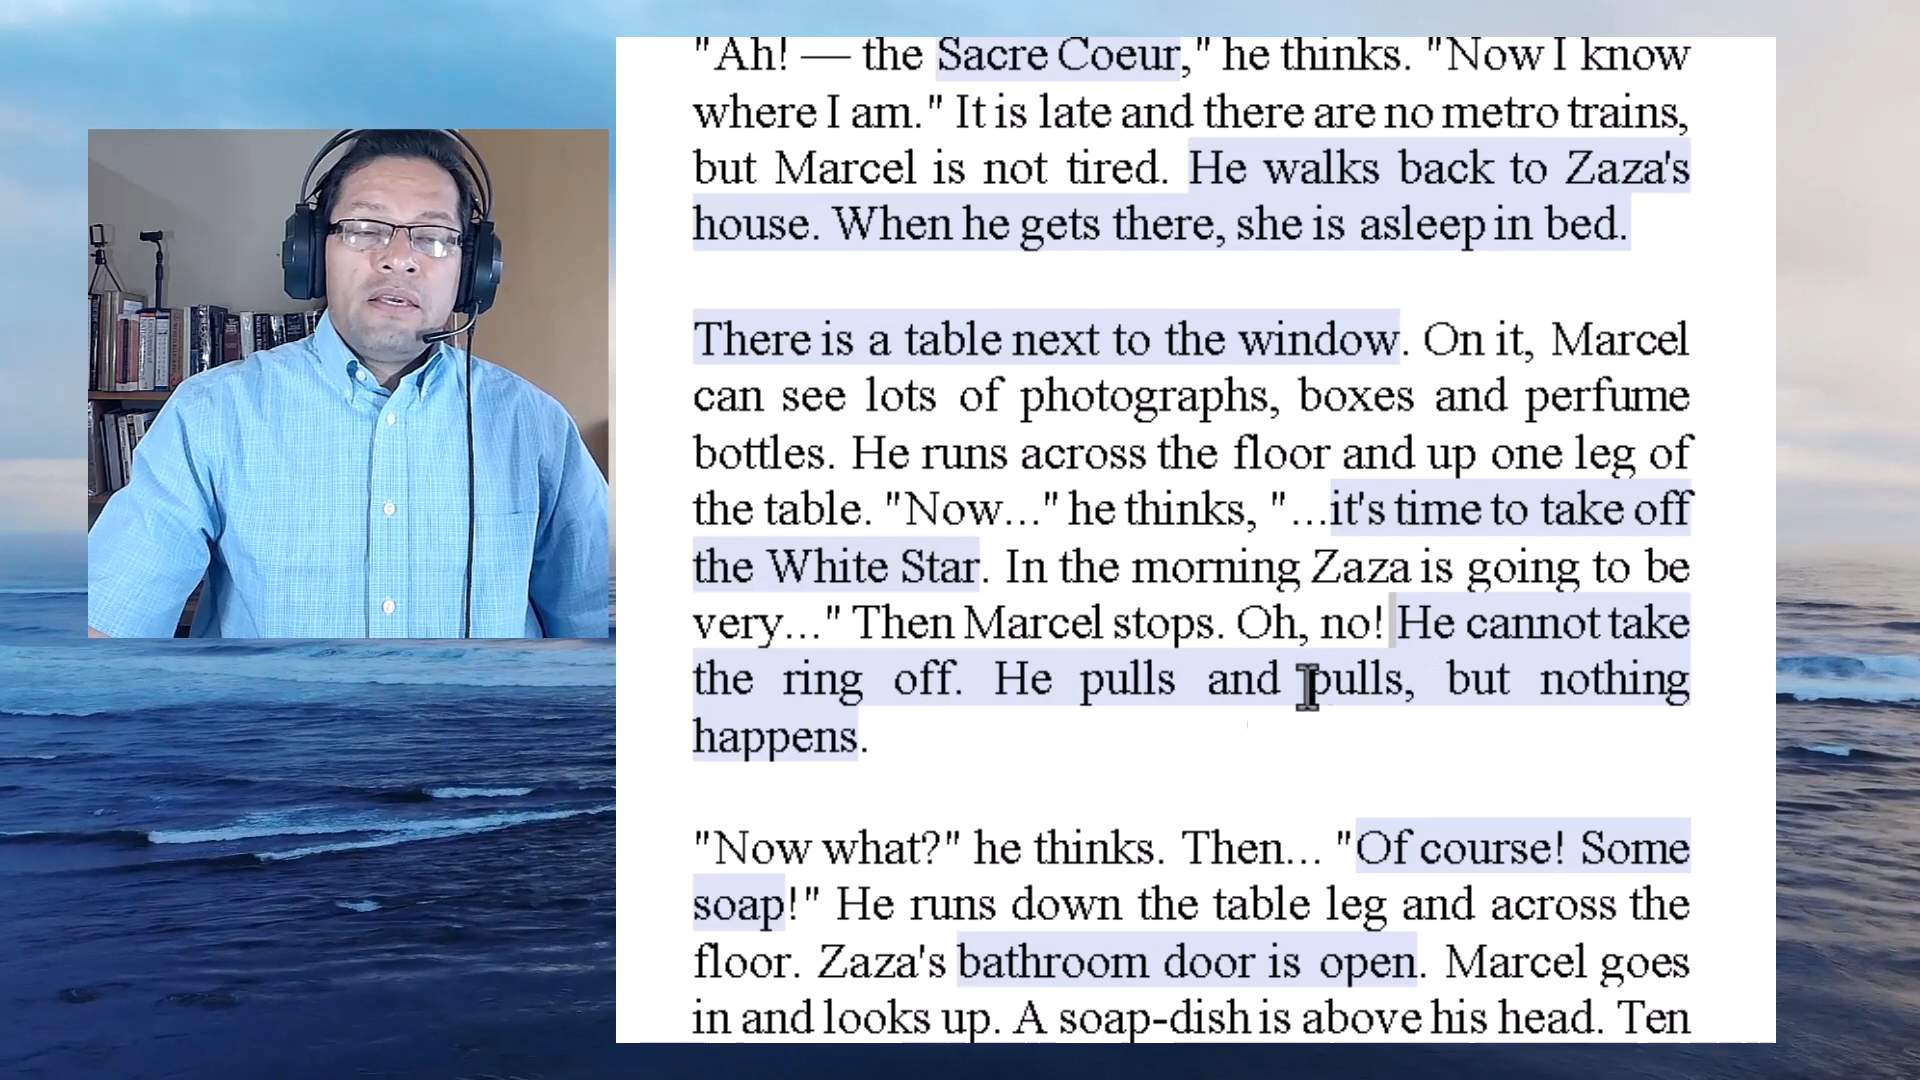 "Ah! — the Sacre Coeur," he thinks. "Now I know
where I am." It is late and there are no metro trains,
but Marcel is not tired. He walks back to Zaza's
house. When he gets there, she is asleep in bed.
There is a table next to the window. On it, Marcel
can see lots of photographs, boxes and perfume
bottles. He runs across the floor and up one leg of
the table. "Now..." he thinks, "...it's time to take off
the White Star. In the morning Zaza is going to be
very..." Then Marcel stops. Oh, no! He cannot take
the ring off. He pulls and pulls, but nothing
happens.
"Now what?" he thinks. Then... "Of course! Some
soap!" He runs down the table leg and across the
floor. Zaza's bathroom door is open. Marcel goes
in and looks up. A soap-dish is above his head. Ten